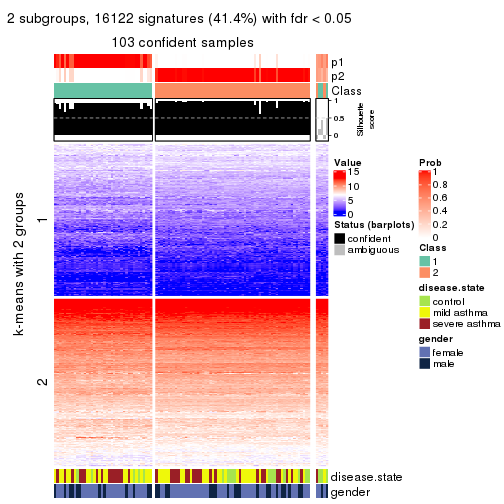 2 subgroups, 16122 signatures (41.4%) with fdr < 0.05
103 confident samples
p1
p2
Class
1
0.5
0
Silhouette
score
k-means with 2 groups
1
2
disease.state
gender
Value
15
10
5
0
Status (barplots)
confident
ambiguous
Prob
1
0.8
0.6
0.4
0.2
0
Class
1
2
disease.state
control
mild asthma
severe asthma
gender
female
male